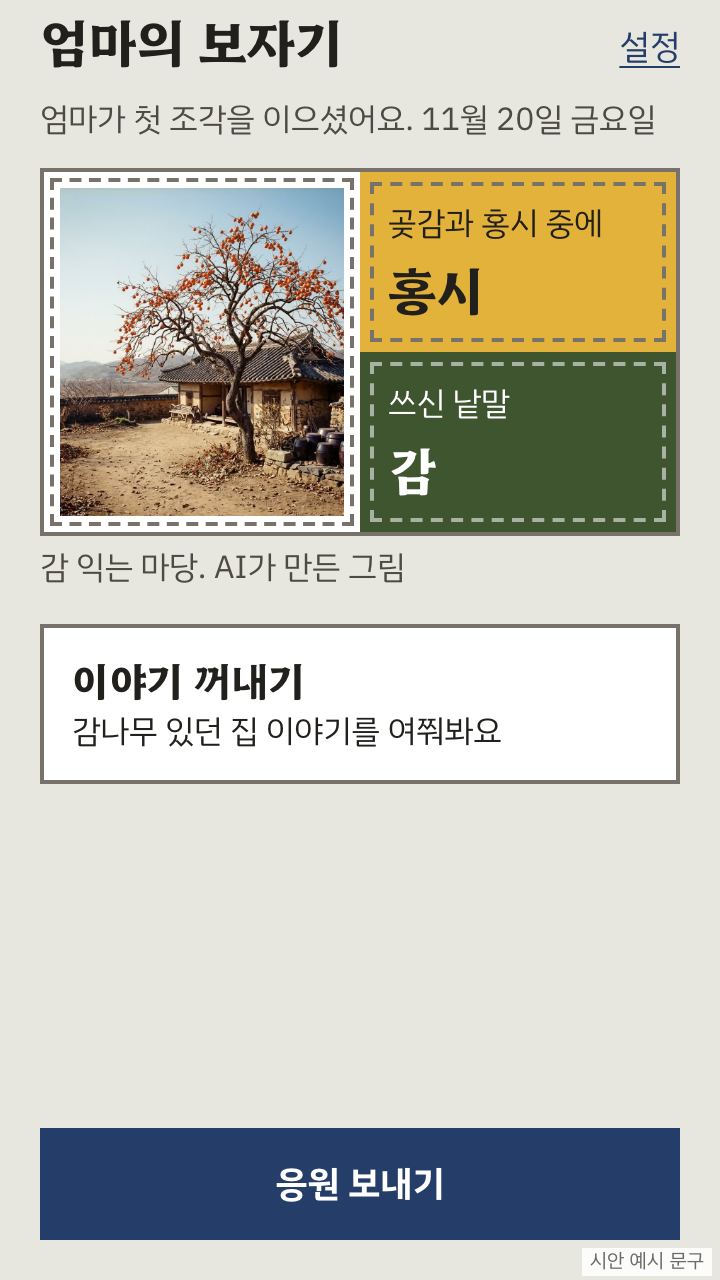 엄마의 보자기
설정
엄마가 첫 조각을 이으셨어요. 11월 20일 금요일
곶감과 홍시 중에
홍시
쓰신 낱말
감
감 익는 마당. AI가 만든 그림
이야기 꺼내기
감나무 있던 집 이야기를 여쭤봐요
응원 보내기
시안 예시 문구